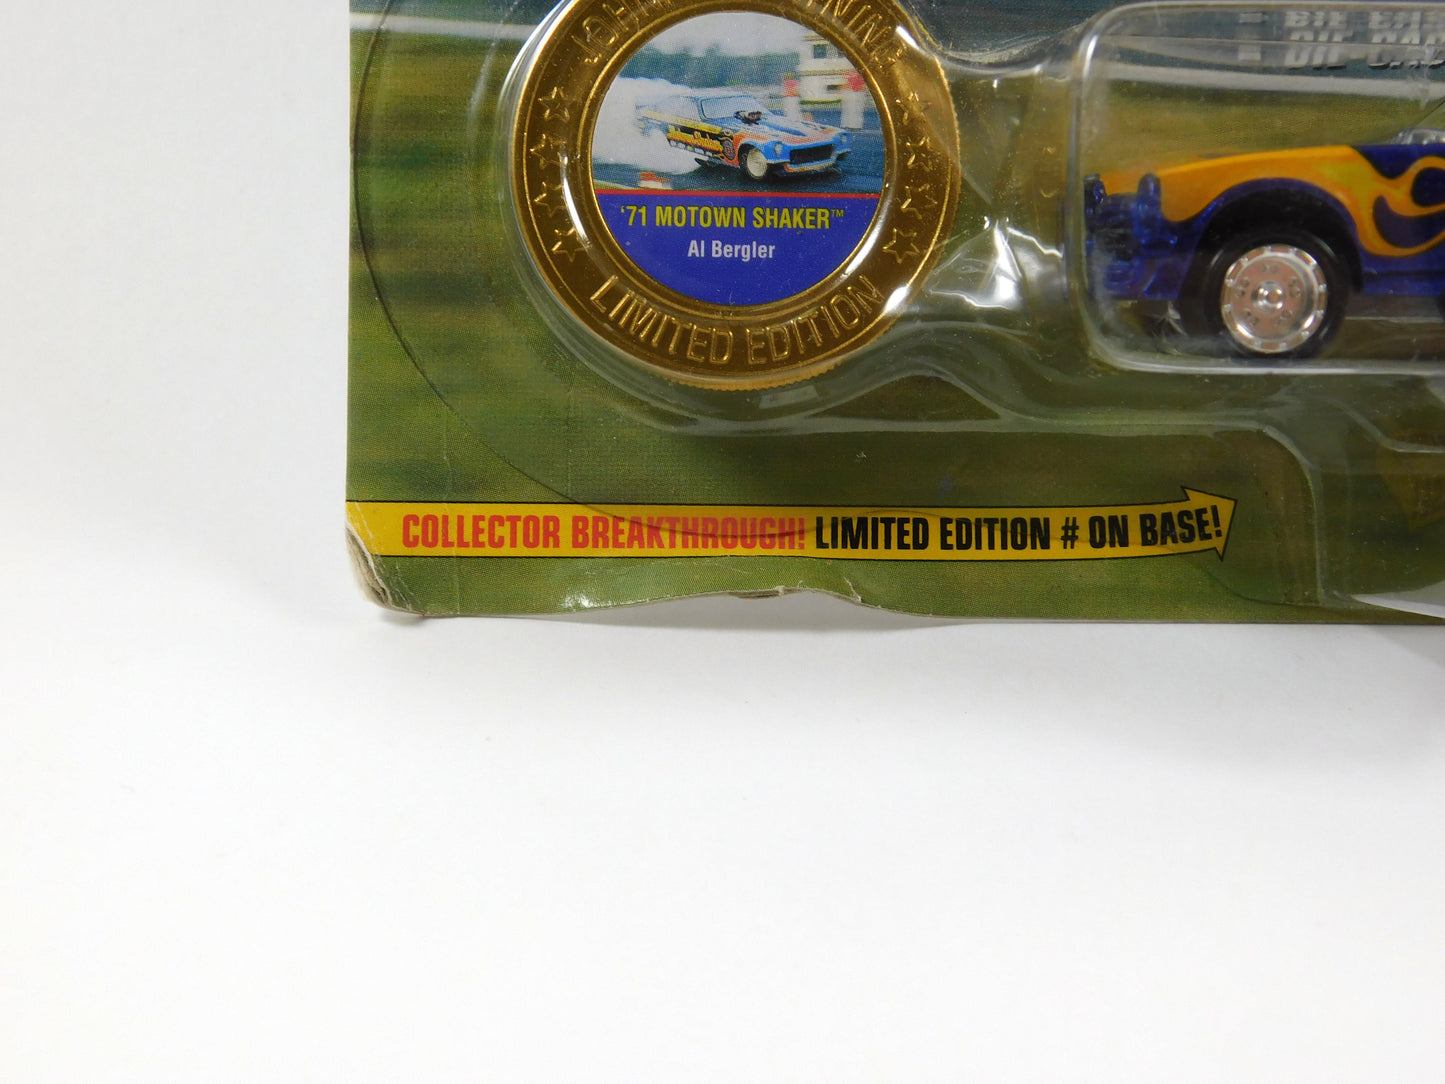 '71 MOTOWN SHAKER™
Al Bergler
LIMITED EDITION
COLLECTOR BREAKTHROUGH! LIMITED EDITION # ON BASE!